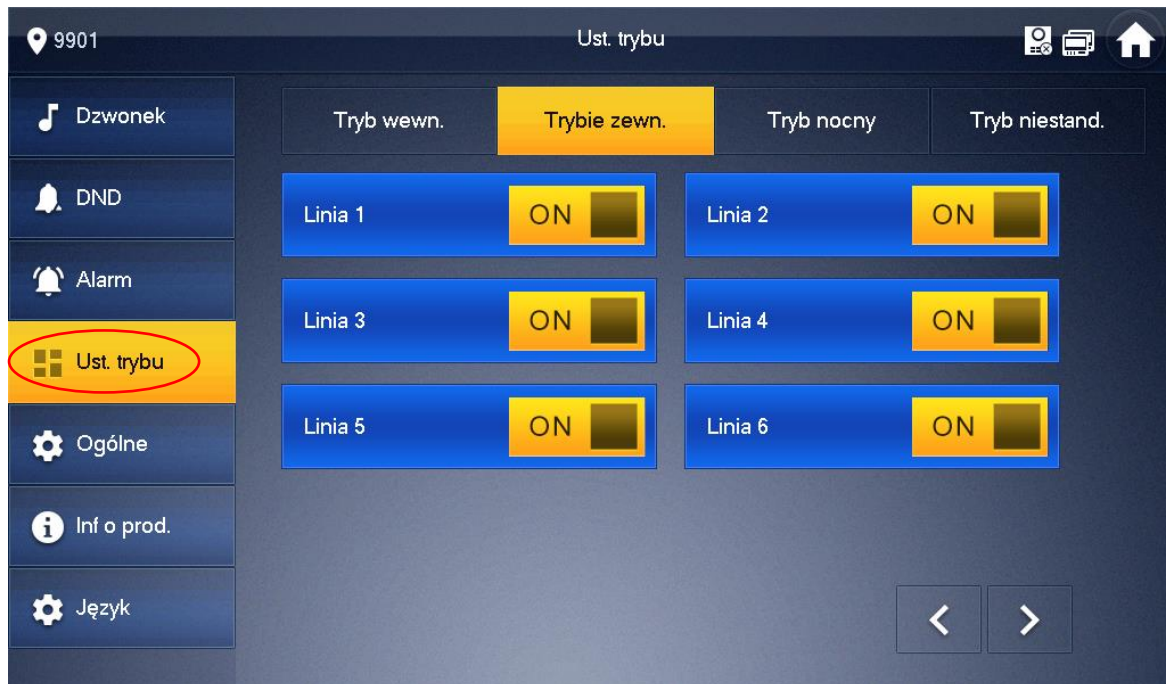 9901
Ust. trybu
Dzwonek
DND
Alarm
Ust. trybu
Ogólne
Inf o prod.
Język
Tryb wewn.
Trybie zewn.
Tryb nocny
Tryb niestand.
Linia 1 ON
Linia 2 ON
Linia 3 ON
Linia 4 ON
Linia 5 ON
Linia 6 ON